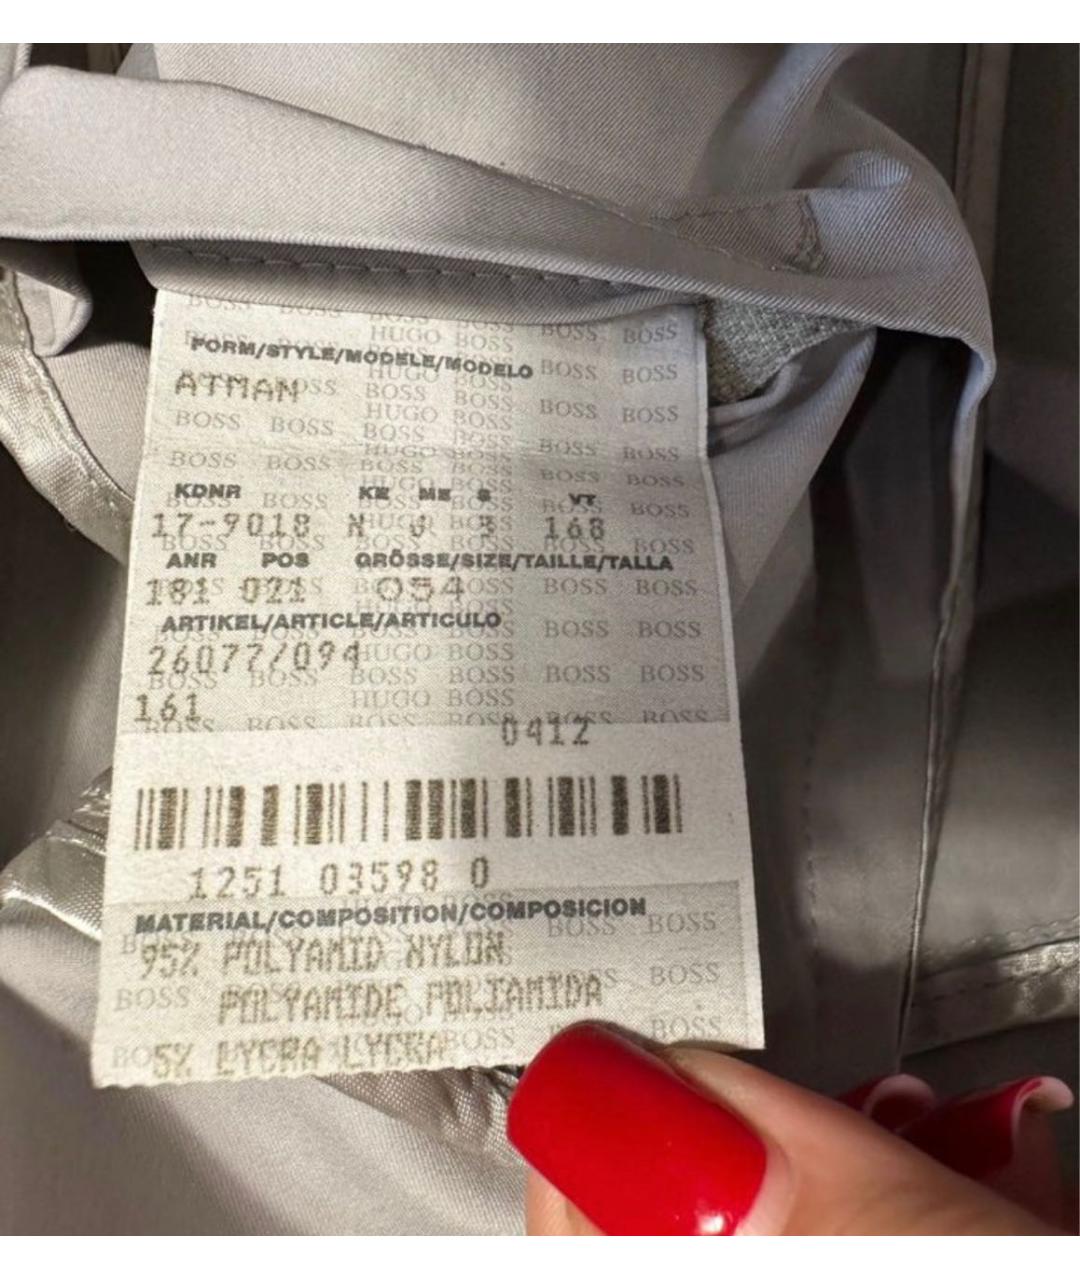 FORM/STYLE/MODELE/MODELO
ATMAN
KDNR KE ME S VT
17-9018 N 168
ANR POS GRÖSSE/SIZE/TAILLE/TALLA
181 021 054
ARTIKEL/ARTICLE/ARTICULO
26077/094
161
0412
1251 03598 0
MATERIAL/COMPOSITION/COMPOSICION
95% POLYAMID NYLON
POLYAMIDE POLIAMIDA
5% LYCRA LYCRA
HUGO BOSS